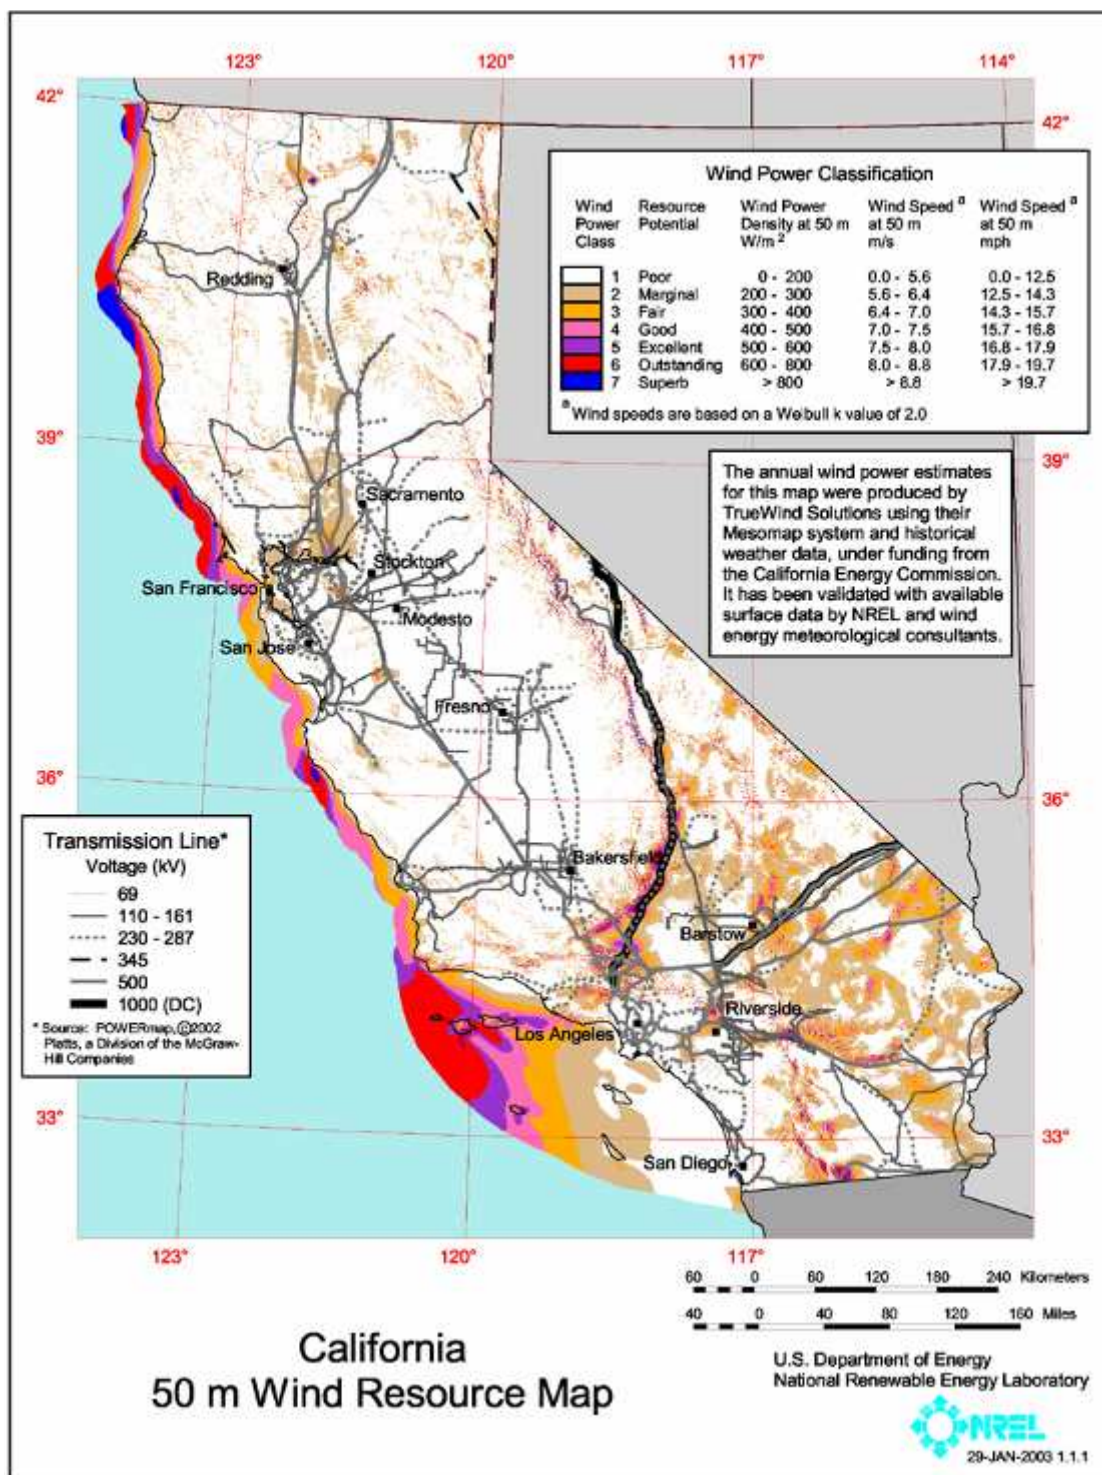 123°
120°
117°
114°
42°
42°
Wind Power Classification
Wind Power Class
Resource Potential
Wind Power Density at 50 m W/m 2
Wind Speed a at 50 m m/s
Wind Speed a at 50 m mph
1 Poor 0 - 200 0.0 - 5.6 0.0 - 12.5
2 Marginal 200 - 300 5.6 - 6.4 12.5 - 14.3
3 Fair 300 - 400 6.4 - 7.0 14.3 - 15.7
4 Good 400 - 500 7.0 - 7.5 15.7 - 16.8
5 Excellent 500 - 600 7.5 - 8.0 16.8 - 17.9
6 Outstanding 600 - 800 8.0 - 8.8 17.9 - 19.7
7 Superb > 800 > 8.8 > 19.7
a Wind speeds are based on a Weibull k value of 2.0
Redding
39°
39°
The annual wind power estimates
for this map were produced by
TrueWind Solutions using their
Mesomap system and historical
weather data, under funding from
the California Energy Commission.
It has been validated with available
surface data by NREL and wind
energy meteorological consultants.
Sacramento
Stockton
San Francisco
Modesto
San Jose
Fresno
36°
36°
Transmission Line*
Voltage (kV)
69
110 - 161
230 - 287
345
500
1000 (DC)
* Source: POWERmap, ©2002
Platts, a Division of the McGraw-
Hill Companies
Bakersfield
Barstow
Riverside
Los Angeles
33°
33°
San Diego
123°
120°
117°
60 0 60 120 180 240 Kilometers
40 0 40 80 120 160 Miles
California
50 m Wind Resource Map
U.S. Department of Energy
National Renewable Energy Laboratory
NREL
29-JAN-2003 1.1.1